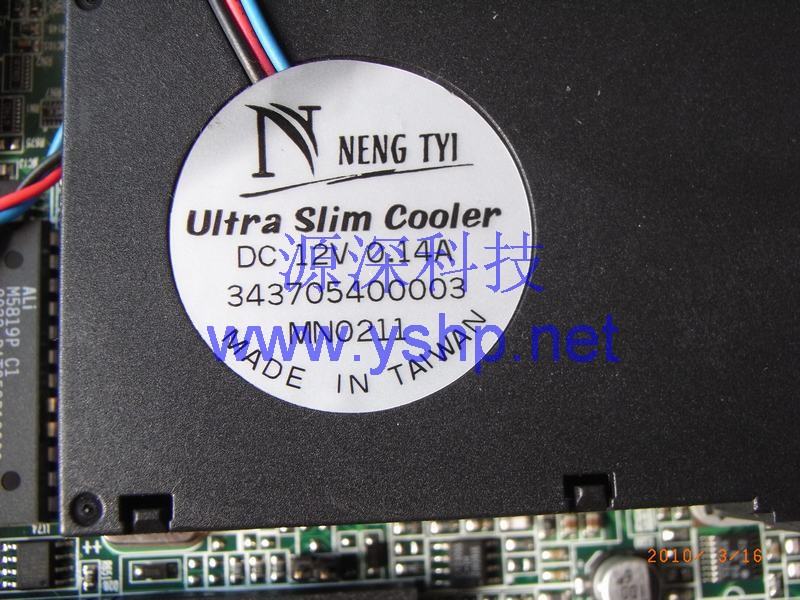 NENG TYI
Ultra Slim Cooler
DC 12V 0.14A
源深科技
343705400003
MN0211
www.yshp.net
MADE IN TAIWAN
ALi
M5819P C1
2010/ 3/16